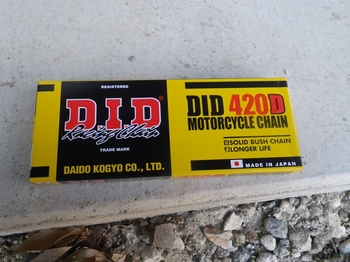 REGISTERED
D.I.D
Racing Chain
TRADE MARK
DAIDO KOGYO CO., LTD.
DID 420D
MOTORCYCLE CHAIN
SOLID BUSH CHAIN
LONGER LIFE
MADE IN JAPAN